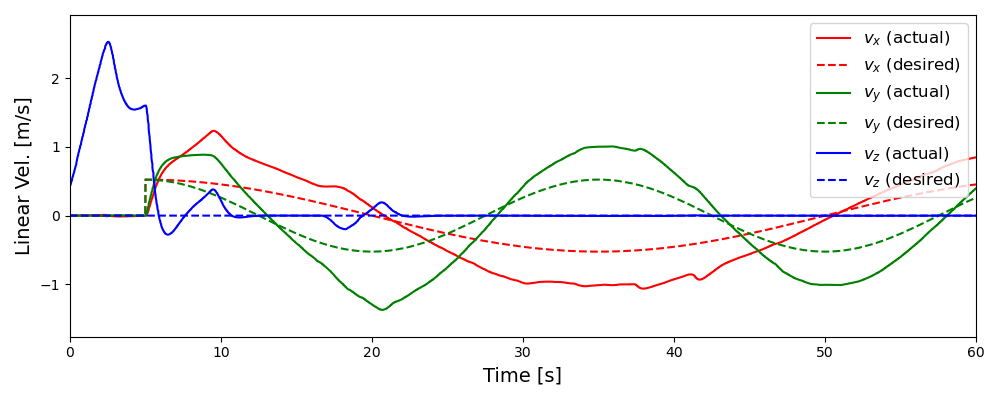 Linear Vel. [m/s]
2
1
0
−1
0
10
20
30
40
50
60
Time [s]
v_x (actual)
v_x (desired)
v_y (actual)
v_y (desired)
v_z (actual)
v_z (desired)